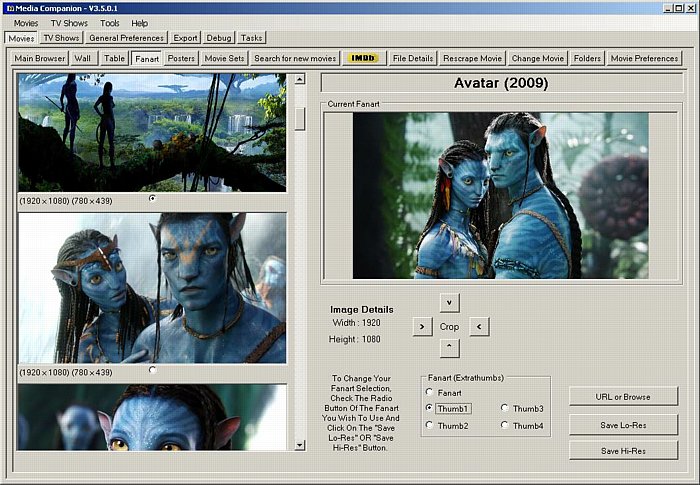 Media Companion - V3.5.0.1
Movies TV Shows Tools Help
Movies TV Shows General Preferences Export Debug Tasks
Main Browser Wall Table Fanart Posters Movie Sets Search for new movies IMDb File Details Rescrape Movie Change Movie Folders Movie Preferences
Avatar (2009)
Current Fanart
(1920 x 1080) (780 x 439)
(1920 x 1080) (780 x 439)
Image Details
Width : 1920
Height : 1080
v
> Crop <
^
To Change Your
Fanart Selection,
Check The Radio
Button Of The Fanart
You Wish To Use And
Click On The "Save
Lo-Res" OR "Save
Hi-Res" Button.
Fanart (Extrathumbs)
Fanart
Thumb1 Thumb3
Thumb2 Thumb4
URL or Browse
Save Lo-Res
Save Hi-Res